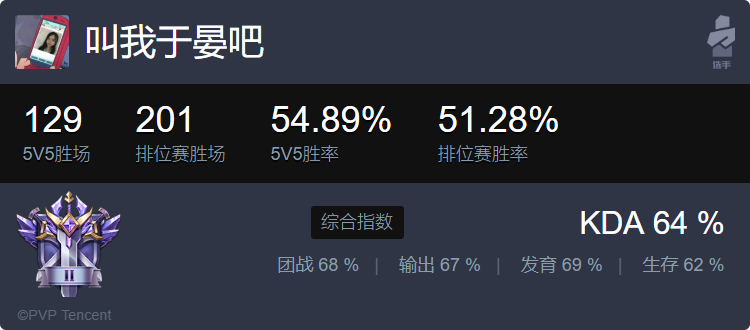 叫我于晏吧
选手
129 201 54.89% 51.28%
5V5胜场 排位赛胜场 5V5胜率 排位赛胜率
综合指数 KDA 64 %
团战 68 % | 输出 67 % | 发育 69 % | 生存 62 %
II
©PVP Tencent